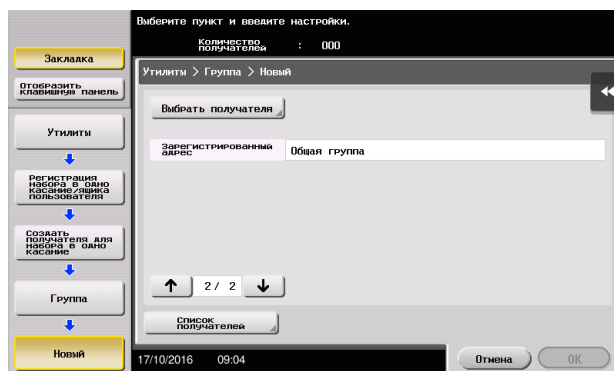 Выберите пункт и введите настройки.
Количество
получателей : 000
Закладка
Отобразить
клавишную панель
Утилиты > Группа > Новый
Выбрать получателя
Утилиты
Зарегистрированный
адрес
Общая группа
Регистрация
набора в одно
касание/ящика
пользователя
Создать
получателя для
набора в одно
касание
Группа
↑ 2/ 2 ↓
Список
получателей
Новый
17/10/2016 09:04
Отмена
OK